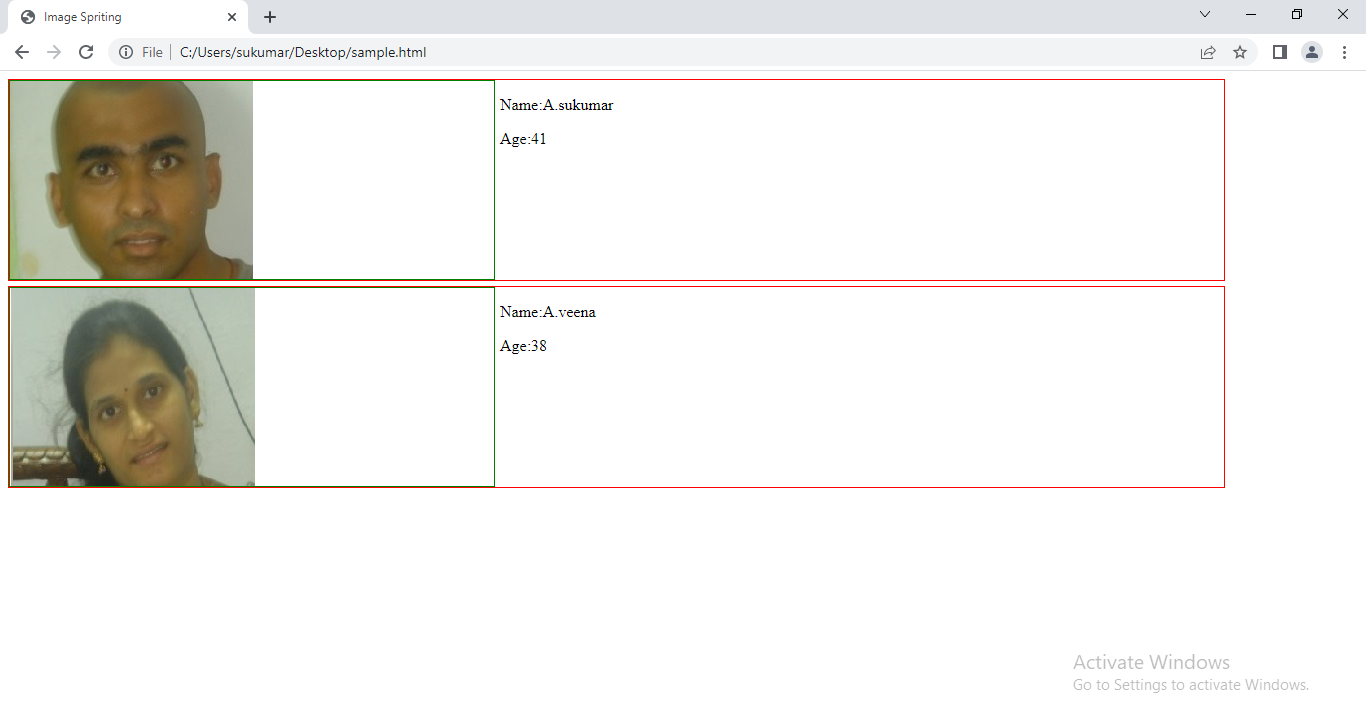 Image Spriting
File
C:/Users/sukumar/Desktop/sample.html
Name:A.sukumar
Age:41
Name:A.veena
Age:38
Activate Windows
Go to Settings to activate Windows.